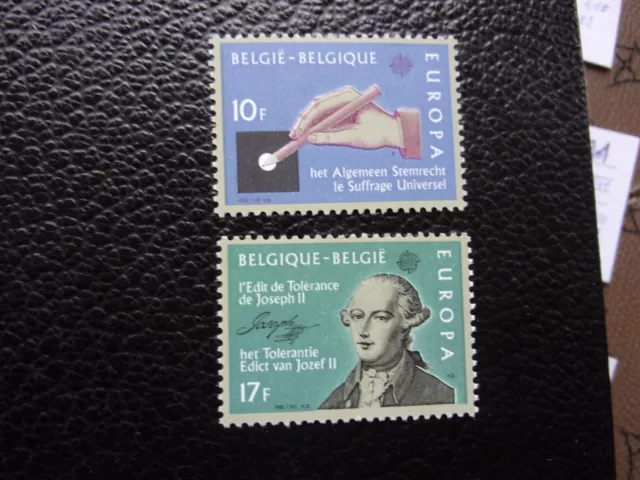 BELGIË-BELGIQUE
EUROPA
10F
het Algemeen Stemrecht
le Suffrage Universel
BELGIQUE-BELGIË
EUROPA
l'Edit de Tolérance
de Joseph II
Joseph
het Tolerantie
Edict van Jozef II
17F